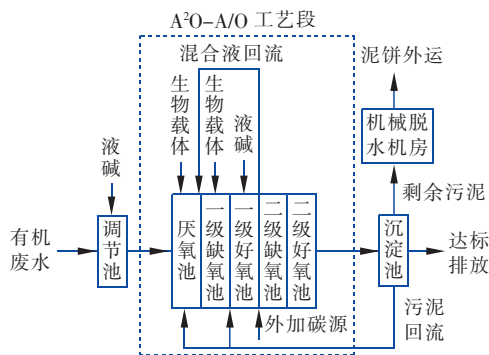 A²O–A/O 工艺段
混合液回流
生物载体
生物载体
液碱
液碱
泥饼外运
机械脱
水机房
剩余污泥
有机
废水
调节池
厌氧池
一级缺氧池
一级好氧池
二级缺氧池
二级好氧池
沉淀池
达标
排放
外加碳源
污泥
回流